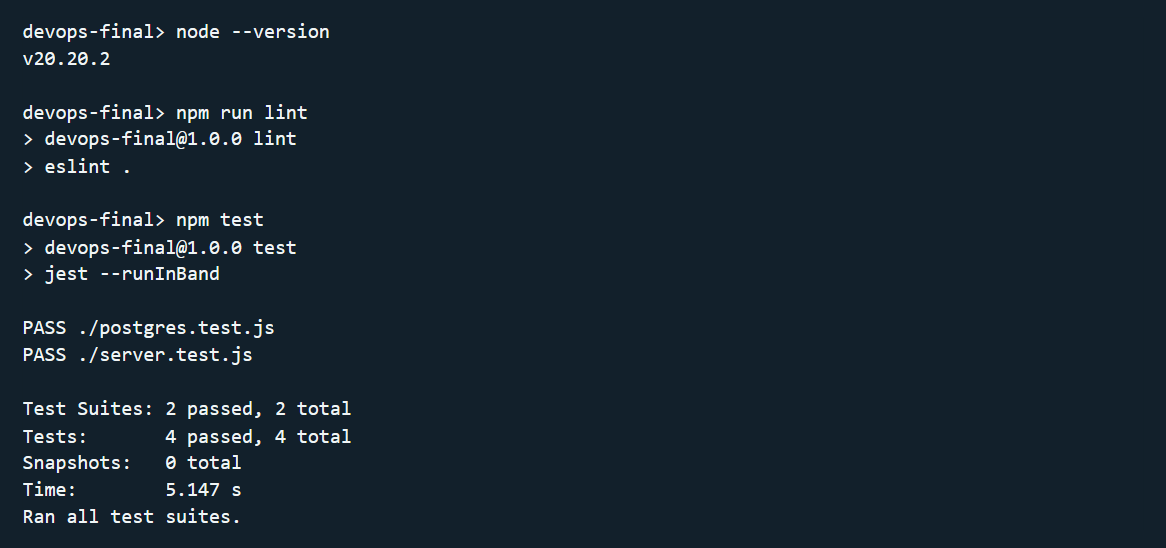 devops-final> node --version
v20.20.2
devops-final> npm run lint
> devops-final@1.0.0 lint
> eslint .
devops-final> npm test
> devops-final@1.0.0 test
> jest --runInBand
PASS ./postgres.test.js
PASS ./server.test.js
Test Suites: 2 passed, 2 total
Tests:       4 passed, 4 total
Snapshots:   0 total
Time:        5.147 s
Ran all test suites.